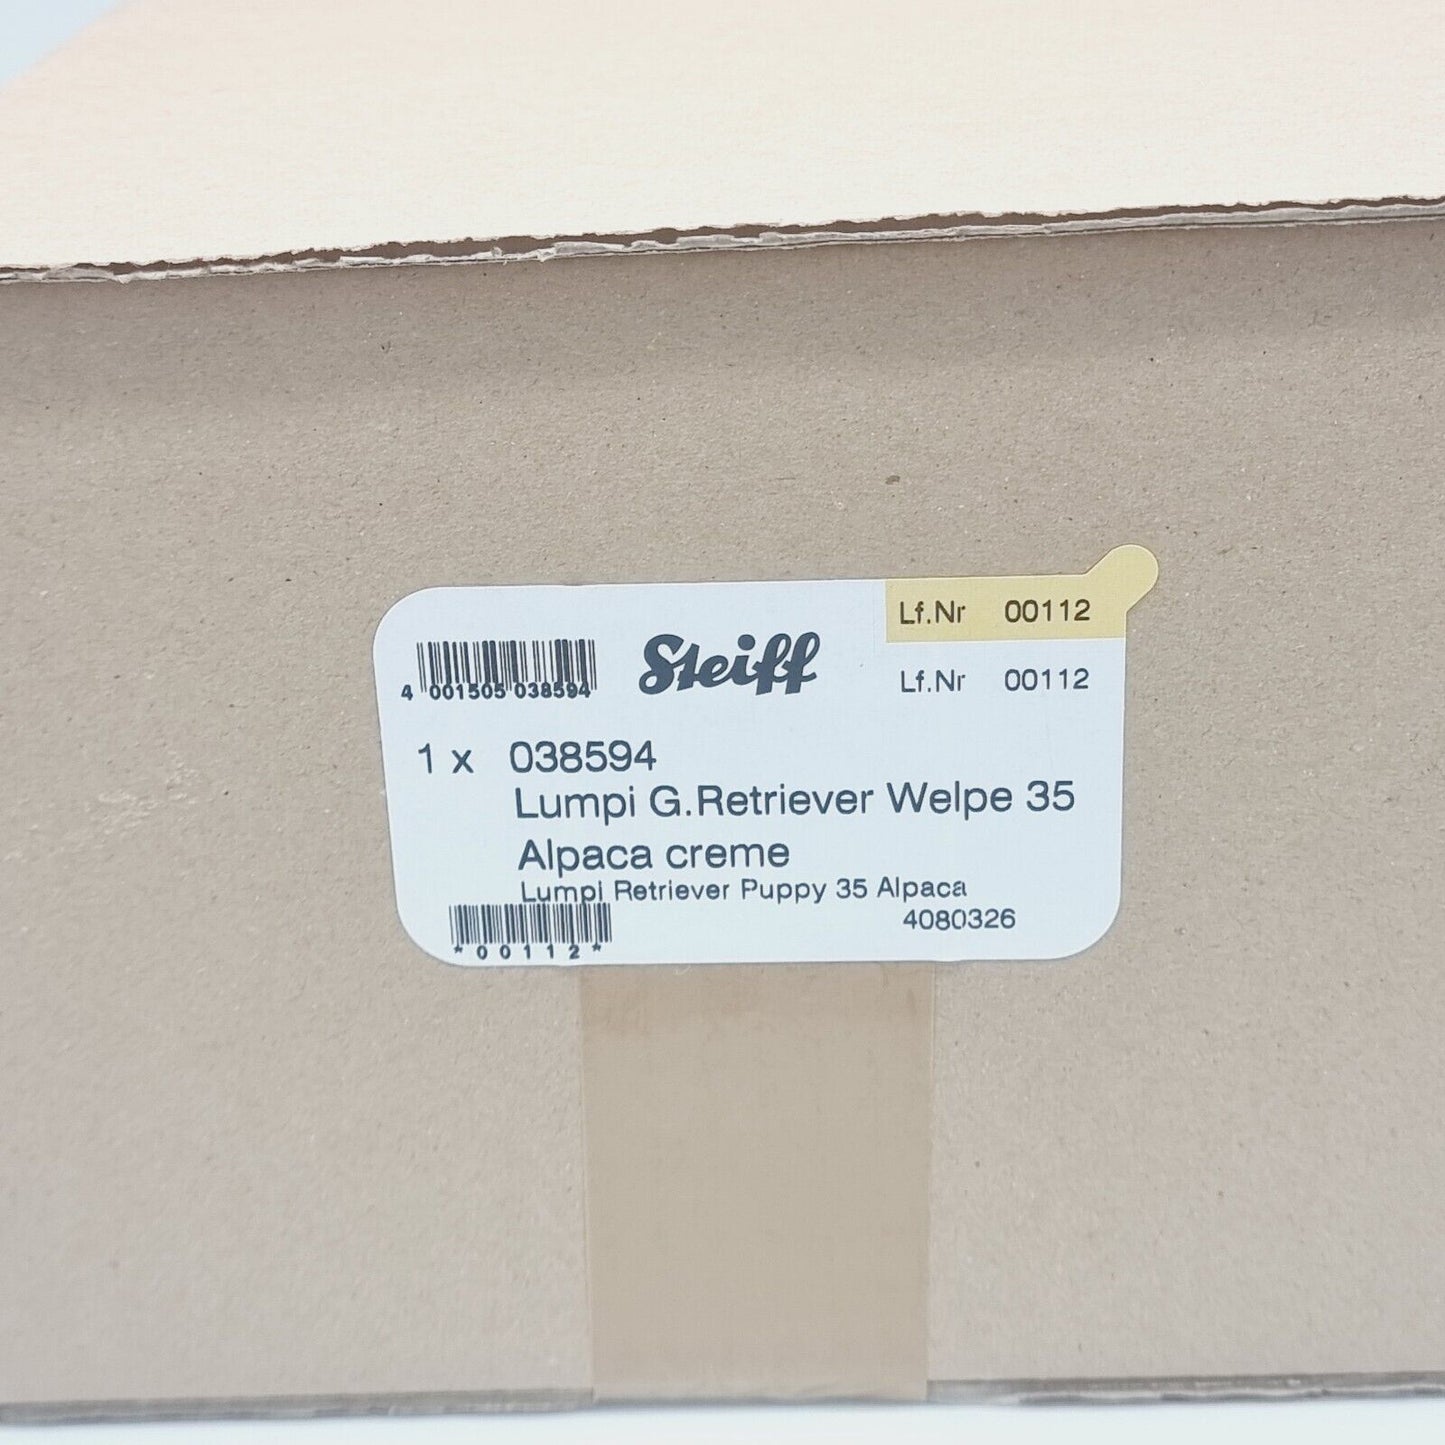 Lf.Nr 00112
4 001505 038594 Steiff Lf.Nr 00112
1 x 038594
Lumpi G.Retriever Welpe 35
Alpaca creme
Lumpi Retriever Puppy 35 Alpaca
4080326
*00112*